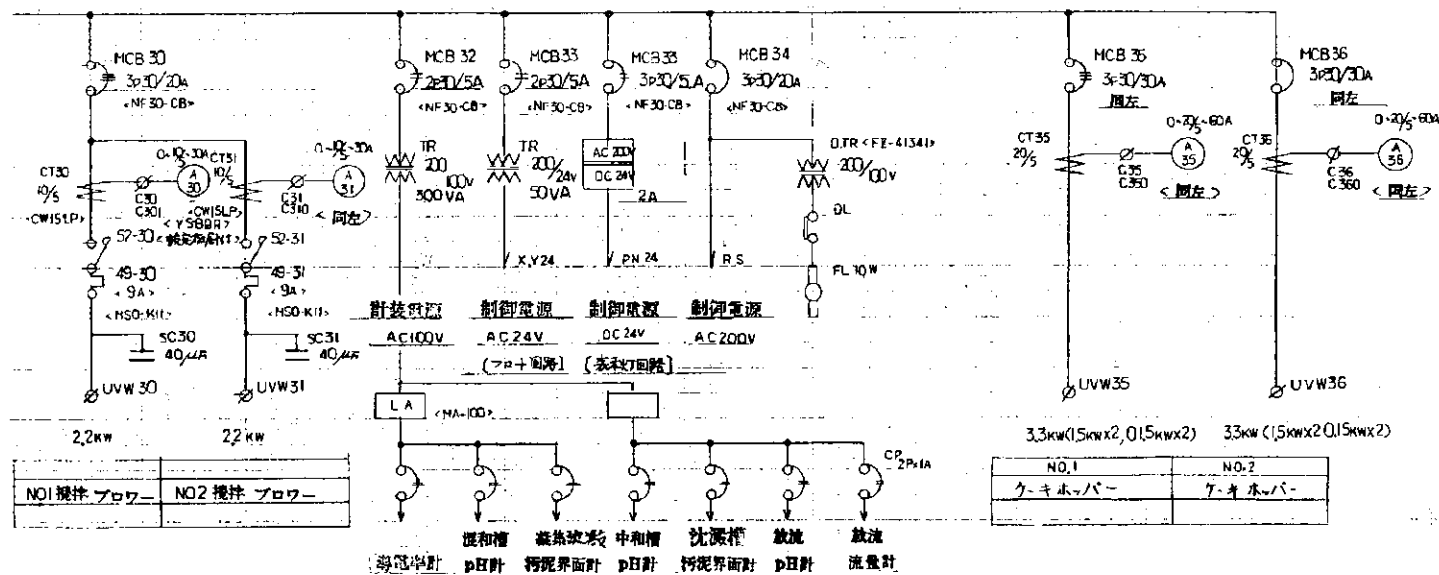 MCB 30
3P30/20A
<NF30-CB>
MCB 32
2P30/5A
<NF30-CB>
MCB33
2P30/5A
<NF30-CB>
MCB 33
3P30/5A
<NF30-CB>
MCB 34
3P30/20A
<NF30-CB>
MCB 35
3P30/30A
同左
MCB36
3P30/30A
同左
CT30
10/5
<CW15LP>
0~10/5~30A
A
30
C30
C301
CT31
10/5
<CW15LP>
0~10/5~30A
A
31
C31
C310
<同左>
TR
200
100V
300VA
TR
200/24V
50VA
AC 200V
DC 24V
2A
D.TR <FZ-41341>
200/100V
DL
FL 10W
CT35
20/5
0~20/5~60A
A
35
C35
C350
<同左>
CT36
20/5
0~20/5~60A
A
36
C36
C360
<同左>
52-30
49-30
<9A>
<MSO-K11>
SC30
40μF
UVW30
52-31
49-31
<9A>
<MSO-K11>
SC31
40μF
UVW31
X,Y24
PN 24
R S
計装電源
AC100V
制御電源
AC 24V
[フロート回路]
制御電源
DC 24V
[表示灯回路]
制御電源
AC200V
UVW35
UVW36
2.2KW
2.2KW
L A
<MA-100>
3.3KW (1.5KWX2, 0.15KWX2)
3.3KW (1.5KWX2 0.15KWX2)
NO1 攪拌 ブロワー
NO2 攪拌 ブロワー
CP
2P×1A
NO.1
ケーキホッパー
NO.2
ケーキホッパー
導電率計
混和槽
pH計
汚泥界面計
中和槽
pH計
沈澱槽
汚泥界面計
放流
pH計
放流
流量計